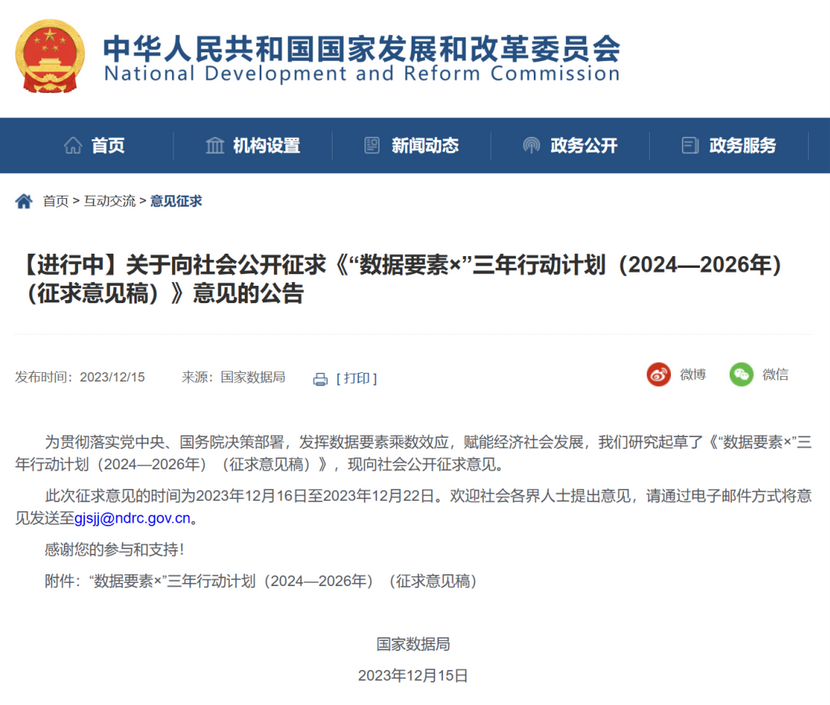 中华人民共和国国家发展和改革委员会
National Development and Reform Commission
首页 机构设置 新闻动态 政务公开 政务服务
首页 > 互动交流 > 意见征求
【进行中】关于向社会公开征求《“数据要素×”三年行动计划（2024—2026年）
（征求意见稿）》意见的公告
发布时间：2023/12/15 来源：国家数据局 [ 打印 ] 微博 微信
为贯彻落实党中央、国务院决策部署，发挥数据要素乘数效应，赋能经济社会发展，我们研究起草了《“数据要素×”三
年行动计划（2024—2026年）（征求意见稿）》，现向社会公开征求意见。
此次征求意见的时间为2023年12月16日至2023年12月22日。欢迎社会各界人士提出意见，请通过电子邮件方式将意
见发送至gjsjj@ndrc.gov.cn。
感谢您的参与和支持！
附件：“数据要素×”三年行动计划（2024—2026年）（征求意见稿）
国家数据局
2023年12月15日